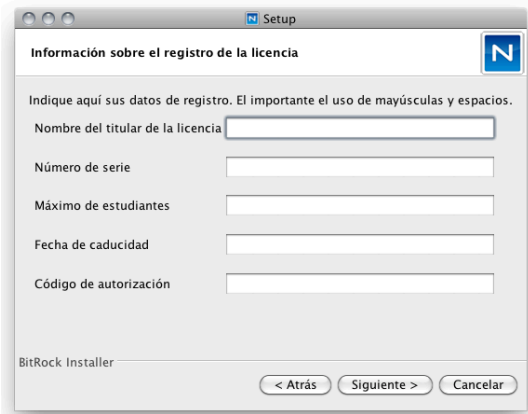 Setup
Información sobre el registro de la licencia
N
Indique aquí sus datos de registro. El importante el uso de mayúsculas y espacios.
Nombre del titular de la licencia
Número de serie
Máximo de estudiantes
Fecha de caducidad
Código de autorización
BitRock Installer
< Atrás Siguiente > Cancelar